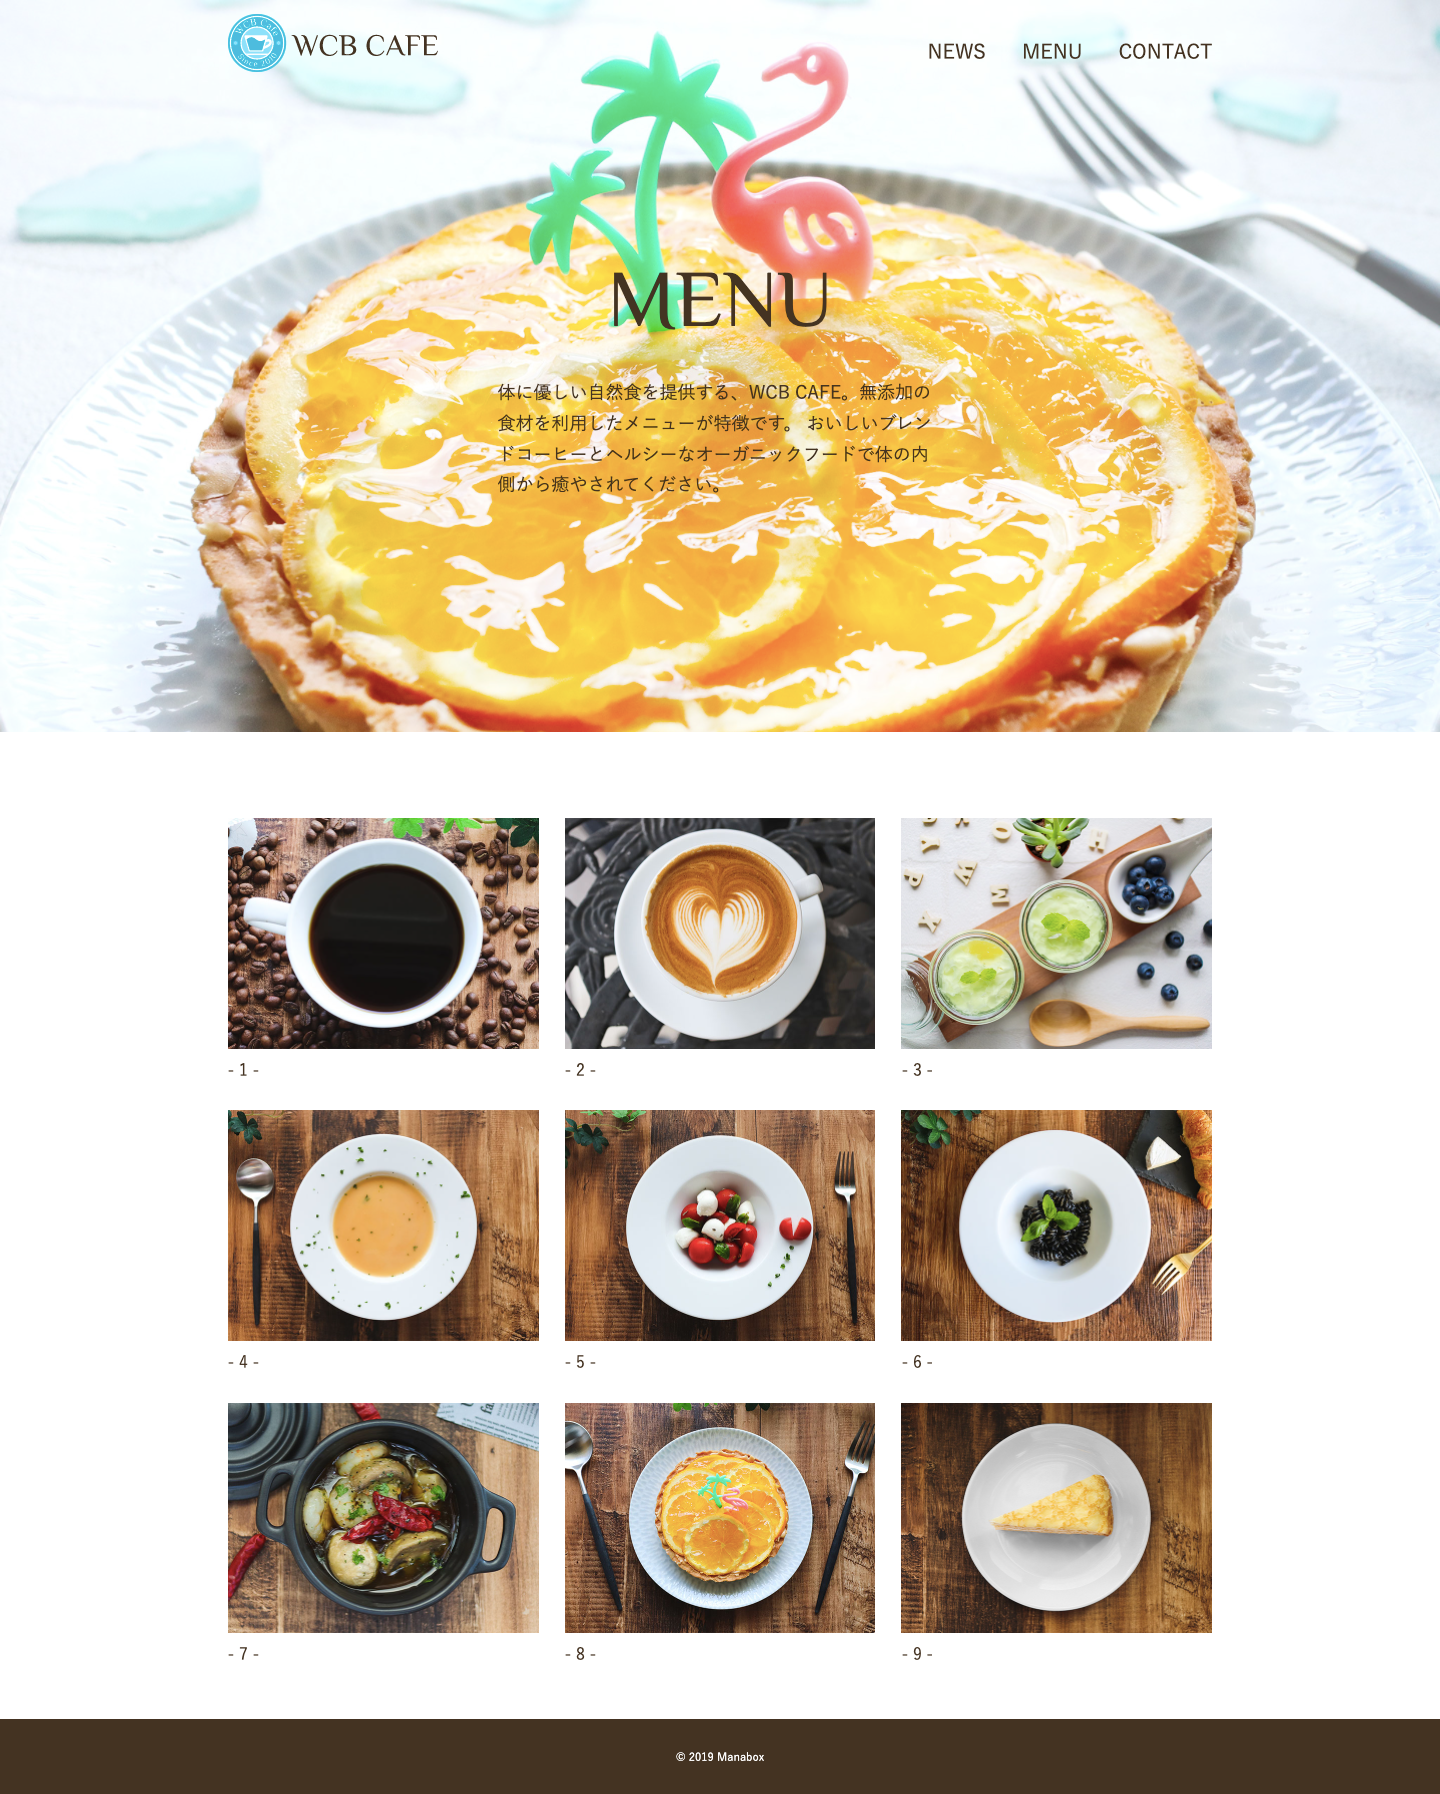 WCB Cafe
Since 2010
WCB CAFE
NEWS MENU CONTACT
MENU
体に優しい自然食を提供する、WCB CAFE。無添加の
食材を利用したメニューが特徴です。 おいしいブレン
ドコーヒーとヘルシーなオーガニックフードで体の内
側から癒やされてください。
- 1 -
- 2 -
- 3 -
- 4 -
- 5 -
- 6 -
- 7 -
- 8 -
- 9 -
© 2019 Manabox